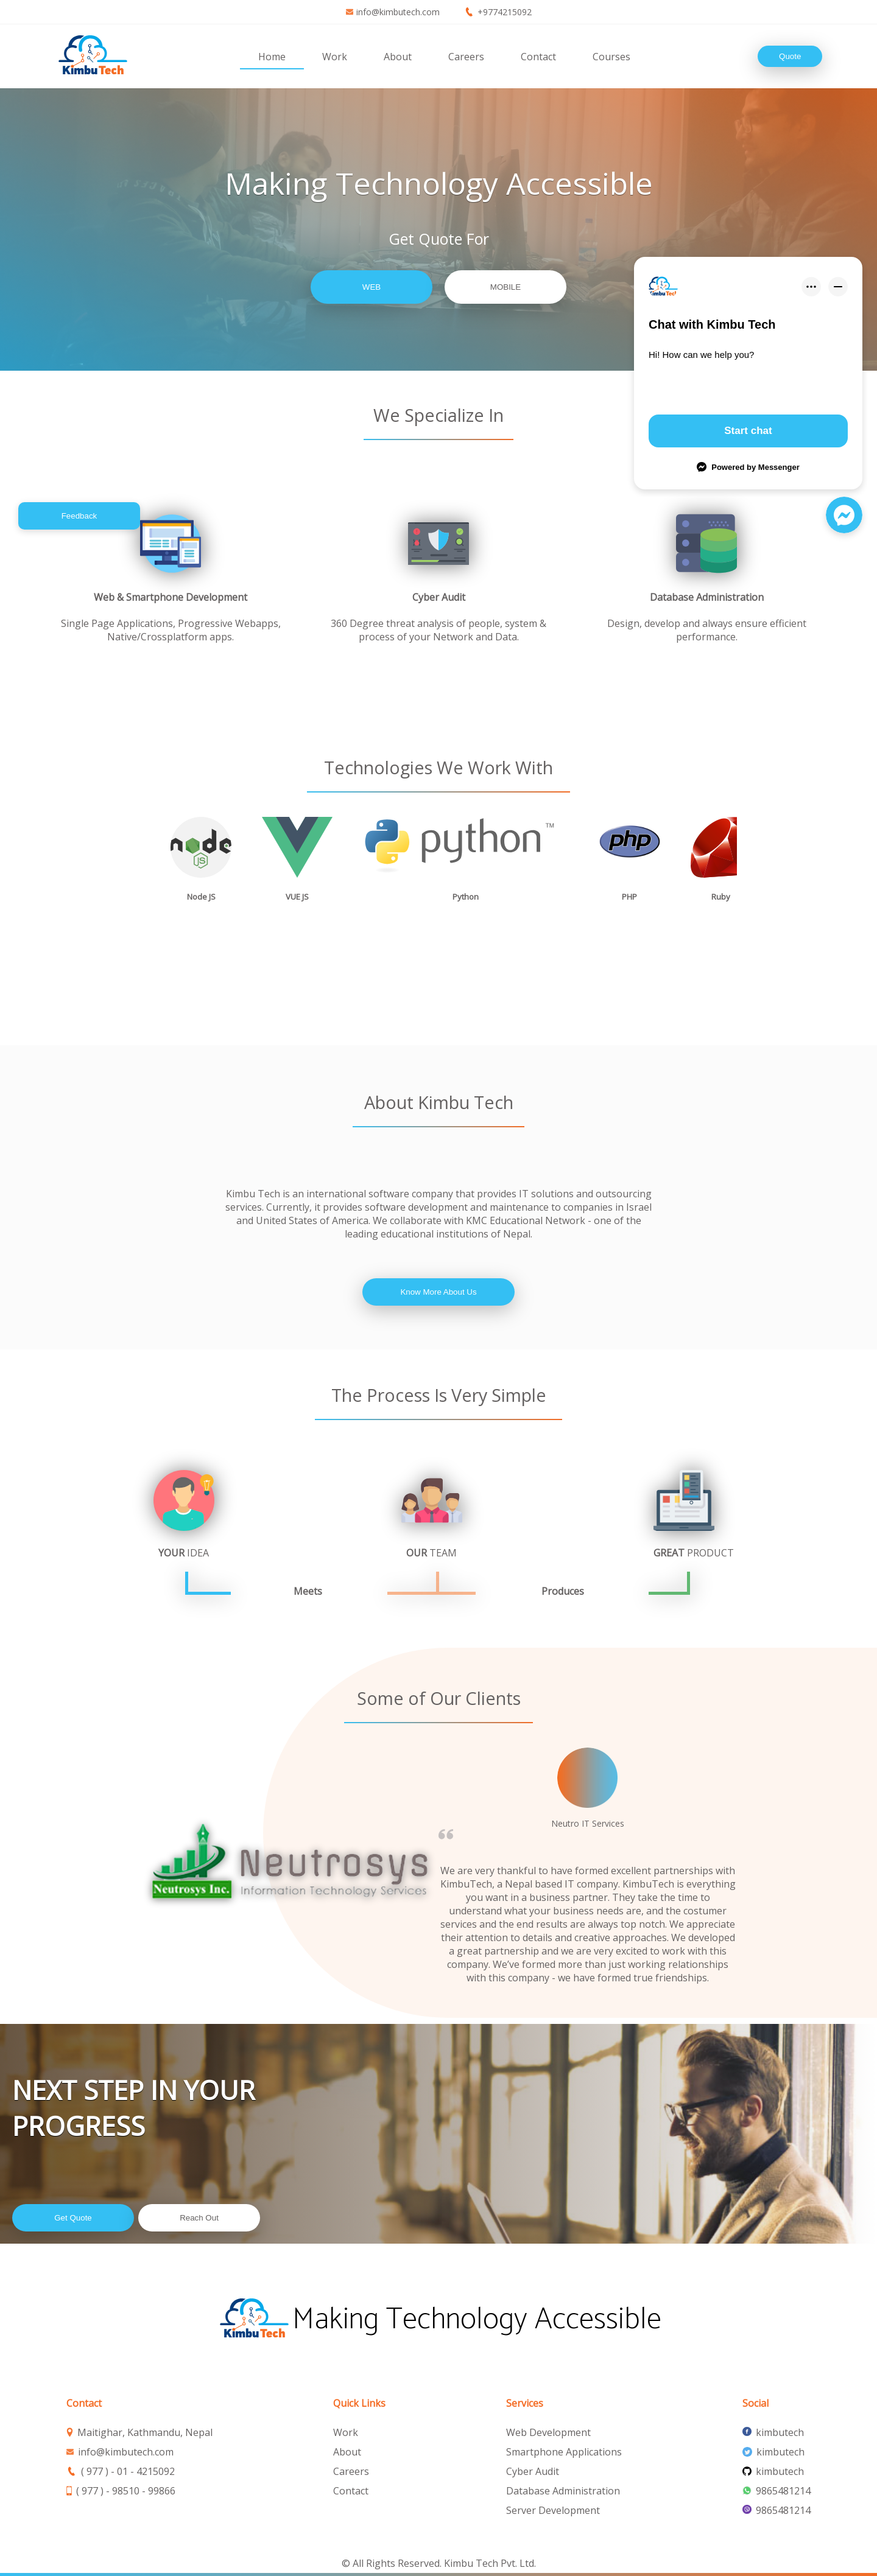 info@kimbutech.com +9774215092
KimbuTech
Home Work About Careers Contact Courses
Quote
Making Technology Accessible
Get Quote For
WEB MOBILE
KimbuTech
Chat with Kimbu Tech
Hi! How can we help you?
Start chat
Powered by Messenger
We Specialize In
Feedback
Web & Smartphone Development
Single Page Applications, Progressive Webapps,
Native/Crossplatform apps.
Cyber Audit
360 Degree threat analysis of people, system &
process of your Network and Data.
Database Administration
Design, develop and always ensure efficient
performance.
Technologies We Work With
node JS
python TM
php
Node JS VUE JS Python PHP Ruby
About Kimbu Tech
Kimbu Tech is an international software company that provides IT solutions and outsourcing
services. Currently, it provides software development and maintenance to companies in Israel
and United States of America. We collaborate with KMC Educational Network - one of the
leading educational institutions of Nepal.
Know More About Us
The Process Is Very Simple
YOUR IDEA
OUR TEAM
GREAT PRODUCT
Meets
Produces
Some of Our Clients
Neutro IT Services
Neutrosys Inc.
Neutrosys
Information Technology Services
“
We are very thankful to have formed excellent partnerships with
KimbuTech, a Nepal based IT company. KimbuTech is everything
you want in a business partner. They take the time to
understand what your business needs are, and the costumer
services and the end results are always top notch. We appreciate
their attention to details and creative approaches. We developed
a great partnership and we are very excited to work with this
company. We’ve formed more than just working relationships
with this company - we have formed true friendships.
NEXT STEP IN YOUR
PROGRESS
Get Quote Reach Out
KimbuTech
Making Technology Accessible
Contact
Maitighar, Kathmandu, Nepal
info@kimbutech.com
( 977 ) - 01 - 4215092
( 977 ) - 98510 - 99866
Quick Links
Work
About
Careers
Contact
Services
Web Development
Smartphone Applications
Cyber Audit
Database Administration
Server Development
Social
kimbutech
kimbutech
kimbutech
9865481214
9865481214
© All Rights Reserved. Kimbu Tech Pvt. Ltd.